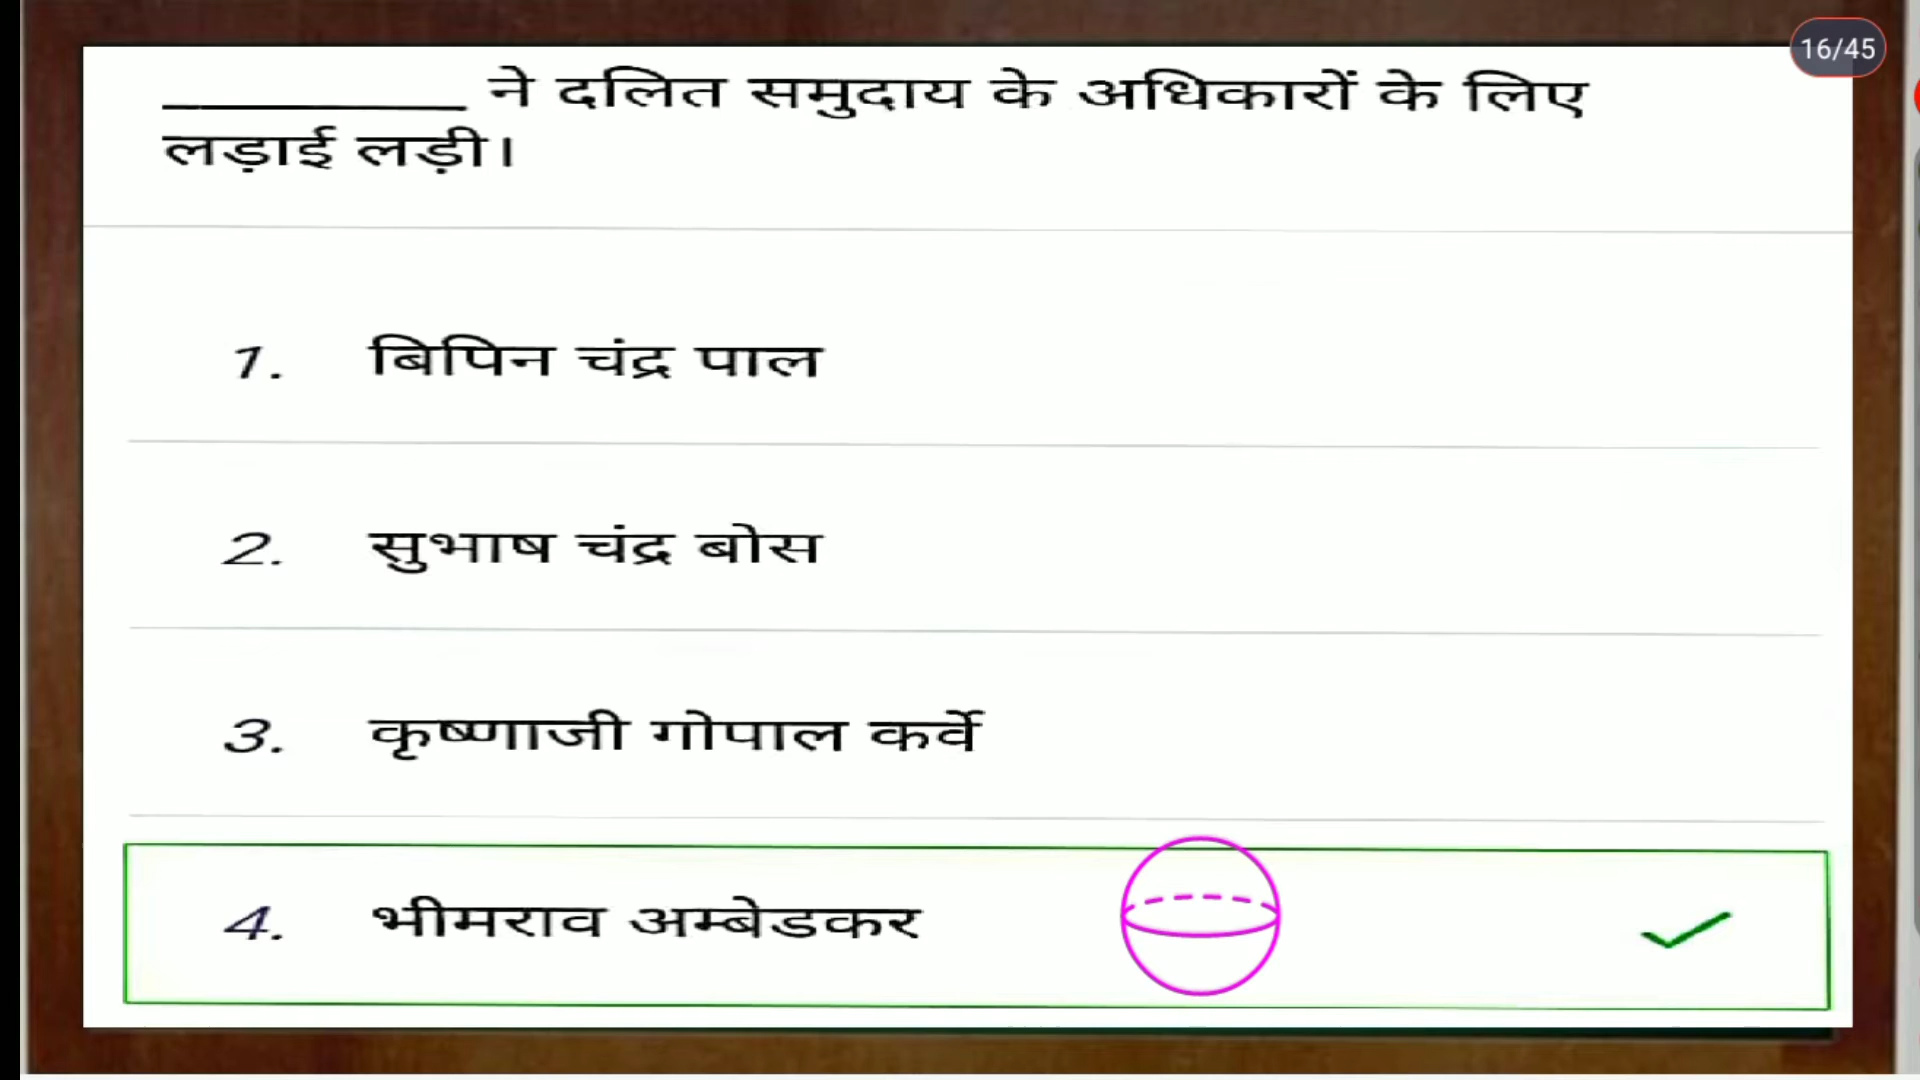 16/45
__________ ने दलित समुदाय के अधिकारों के लिए
लड़ाई लड़ी।
1. बिपिन चंद्र पाल
2. सुभाष चंद्र बोस
3. कृष्णाजी गोपाल कर्वे
4. भीमराव अम्बेडकर